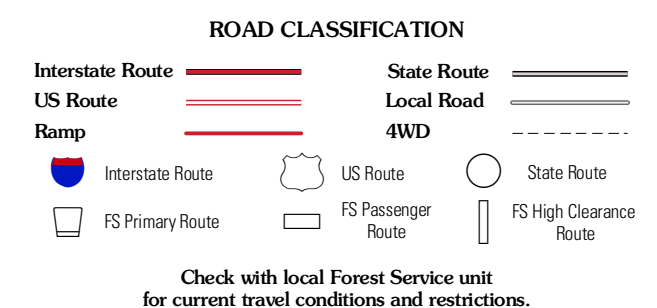 ROAD CLASSIFICATION
Interstate Route
State Route
US Route
Local Road
Ramp
4WD
Interstate Route
US Route
State Route
FS Primary Route
FS Passenger
Route
FS High Clearance
Route
Check with local Forest Service unit
for current travel conditions and restrictions.